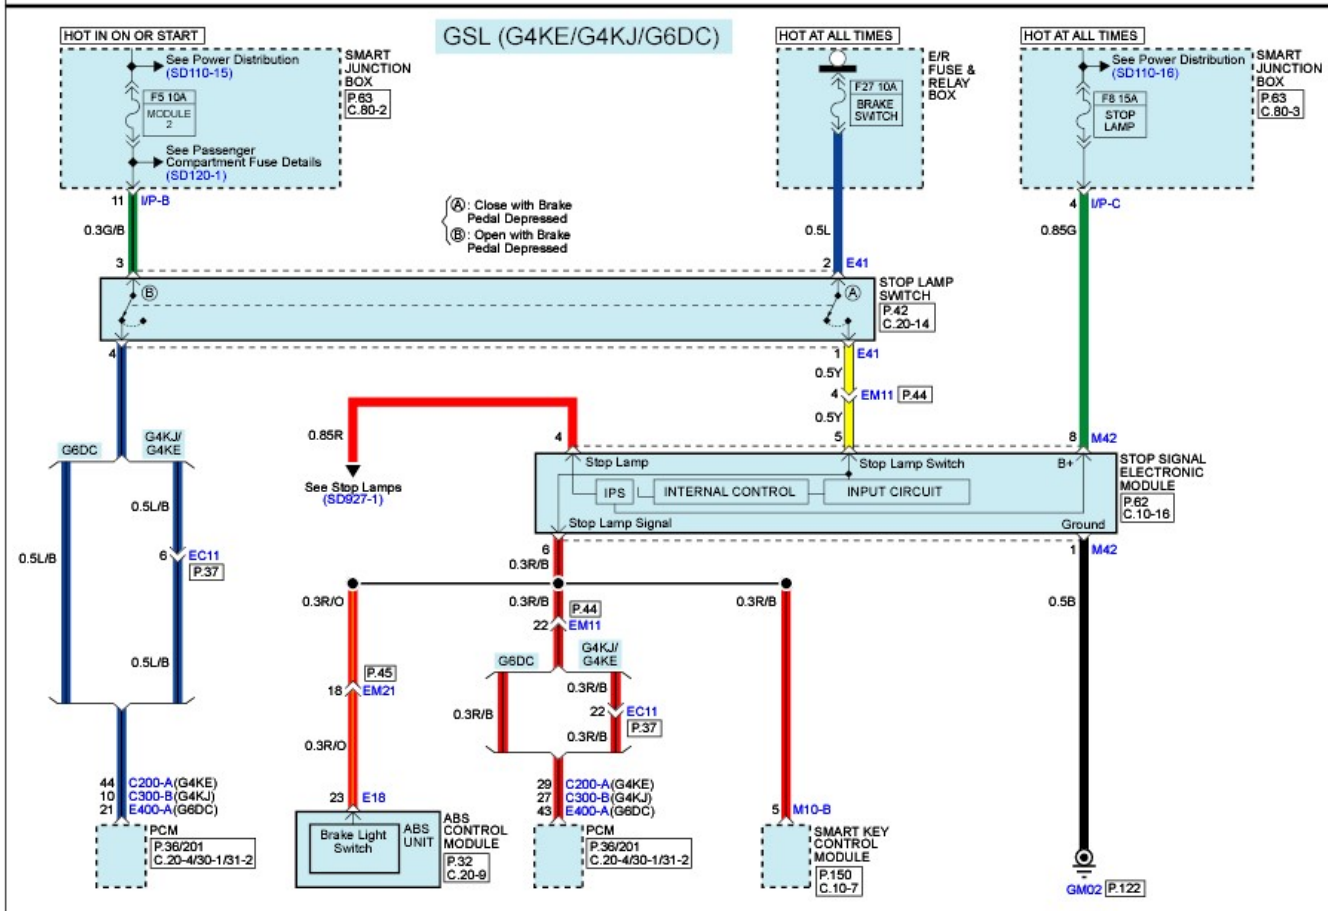 GSL (G4KE/G4KJ/G6DC)
HOT IN ON OR START
See Power Distribution
(SD110-15)
F5 10A
MODULE
2
See Passenger
Compartment Fuse Details
(SD120-1)
SMART
JUNCTION
BOX
P.63
C.80-2
11
I/P-B
0.3G/B
3
HOT AT ALL TIMES
F27 10A
BRAKE
SWITCH
E/R
FUSE &
RELAY
BOX
0.5L
2
E41
HOT AT ALL TIMES
See Power Distribution
(SD110-16)
F8 15A
STOP
LAMP
SMART
JUNCTION
BOX
P.63
C.80-3
4
I/P-C
0.85G
A : Close with Brake
Pedal Depressed
B : Open with Brake
Pedal Depressed
B
A
STOP LAMP
SWITCH
P.42
C.20-14
4
1
E41
0.5Y
4
EM11
P.44
0.5Y
G6DC
G4KJ/
G4KE
0.5L/B
0.5L/B
6
EC11
P.37
0.5L/B
0.85R
See Stop Lamps
(SD927-1)
4
5
8
M42
Stop Lamp
Stop Lamp Switch
B+
IPS
INTERNAL CONTROL
INPUT CIRCUIT
Stop Lamp Signal
Ground
STOP SIGNAL
ELECTRONIC
MODULE
P.62
C.10-16
6
1
M42
0.3R/B
0.3R/O
0.3R/B
0.3R/B
0.5B
P.44
22
EM11
G6DC
G4KJ/
G4KE
P.45
18
EM21
0.3R/B
0.3R/B
22
EC11
P.37
0.3R/B
0.3R/O
44 C200-A(G4KE)
10 C300-B(G4KJ)
21 E400-A(G6DC)
PCM
P.36/201
C.20-4/30-1/31-2
23
E18
Brake Light
Switch
ABS
UNIT
ABS
CONTROL
MODULE
P.32
C.20-9
29 C200-A(G4KE)
27 C300-B(G4KJ)
43 E400-A(G6DC)
PCM
P.36/201
C.20-4/30-1/31-2
5
M10-B
SMART KEY
CONTROL
MODULE
P.150
C.10-7
GM02
P.122